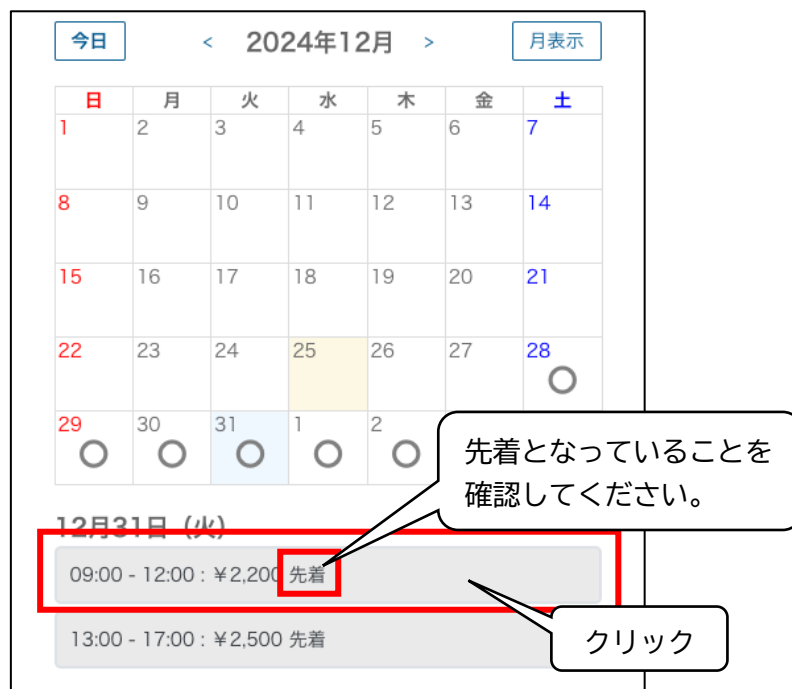 今日 < 2024年12月 > 月表示
日 月 火 水 木 金 土
1 2 3 4 5 6 7
8 9 10 11 12 13 14
15 16 17 18 19 20 21
22 23 24 25 26 27 28
29 30 31 1 2
先着となっていることを
確認してください。
12月31日（火）
09:00 - 12:00 : ¥2,200 先着
クリック
13:00 - 17:00 : ¥2,500 先着